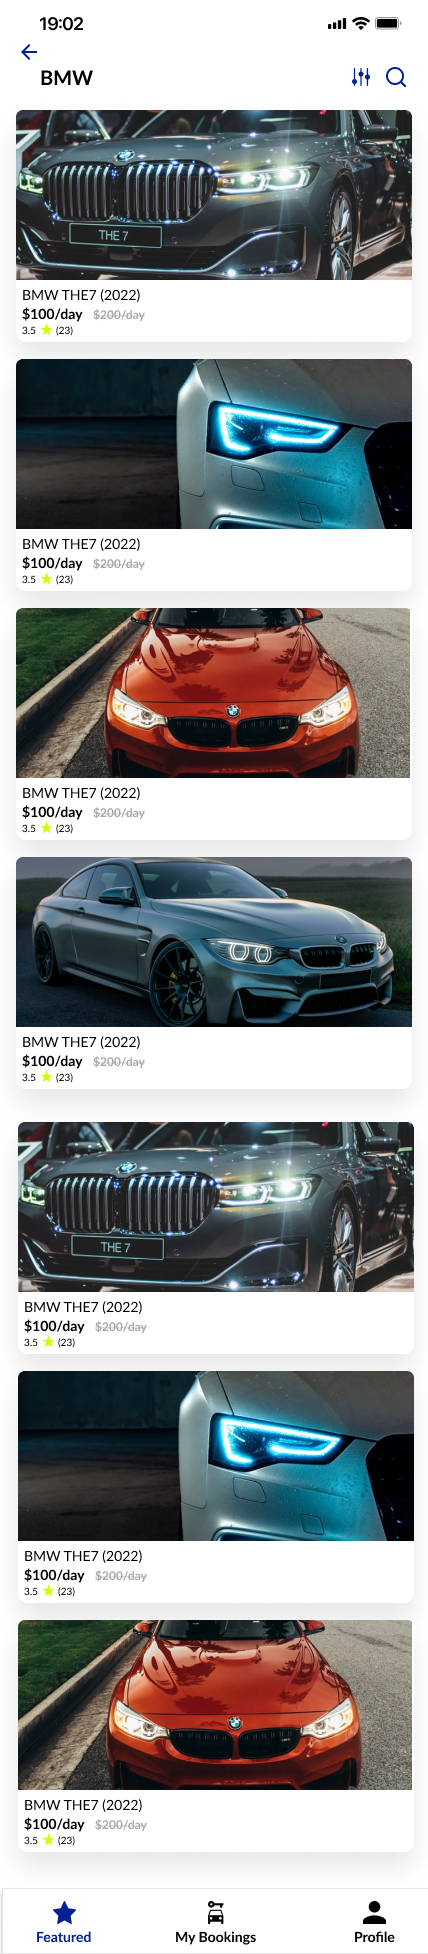 19:02
BMW
THE 7
BMW THE7 (2022)
$100/day $200/day
3.5 (23)
BMW THE7 (2022)
$100/day $200/day
3.5 (23)
BMW THE7 (2022)
$100/day $200/day
3.5 (23)
BMW THE7 (2022)
$100/day $200/day
3.5 (23)
THE 7
BMW THE7 (2022)
$100/day $200/day
3.5 (23)
BMW THE7 (2022)
$100/day $200/day
3.5 (23)
BMW THE7 (2022)
$100/day $200/day
3.5 (23)
Featured My Bookings Profile